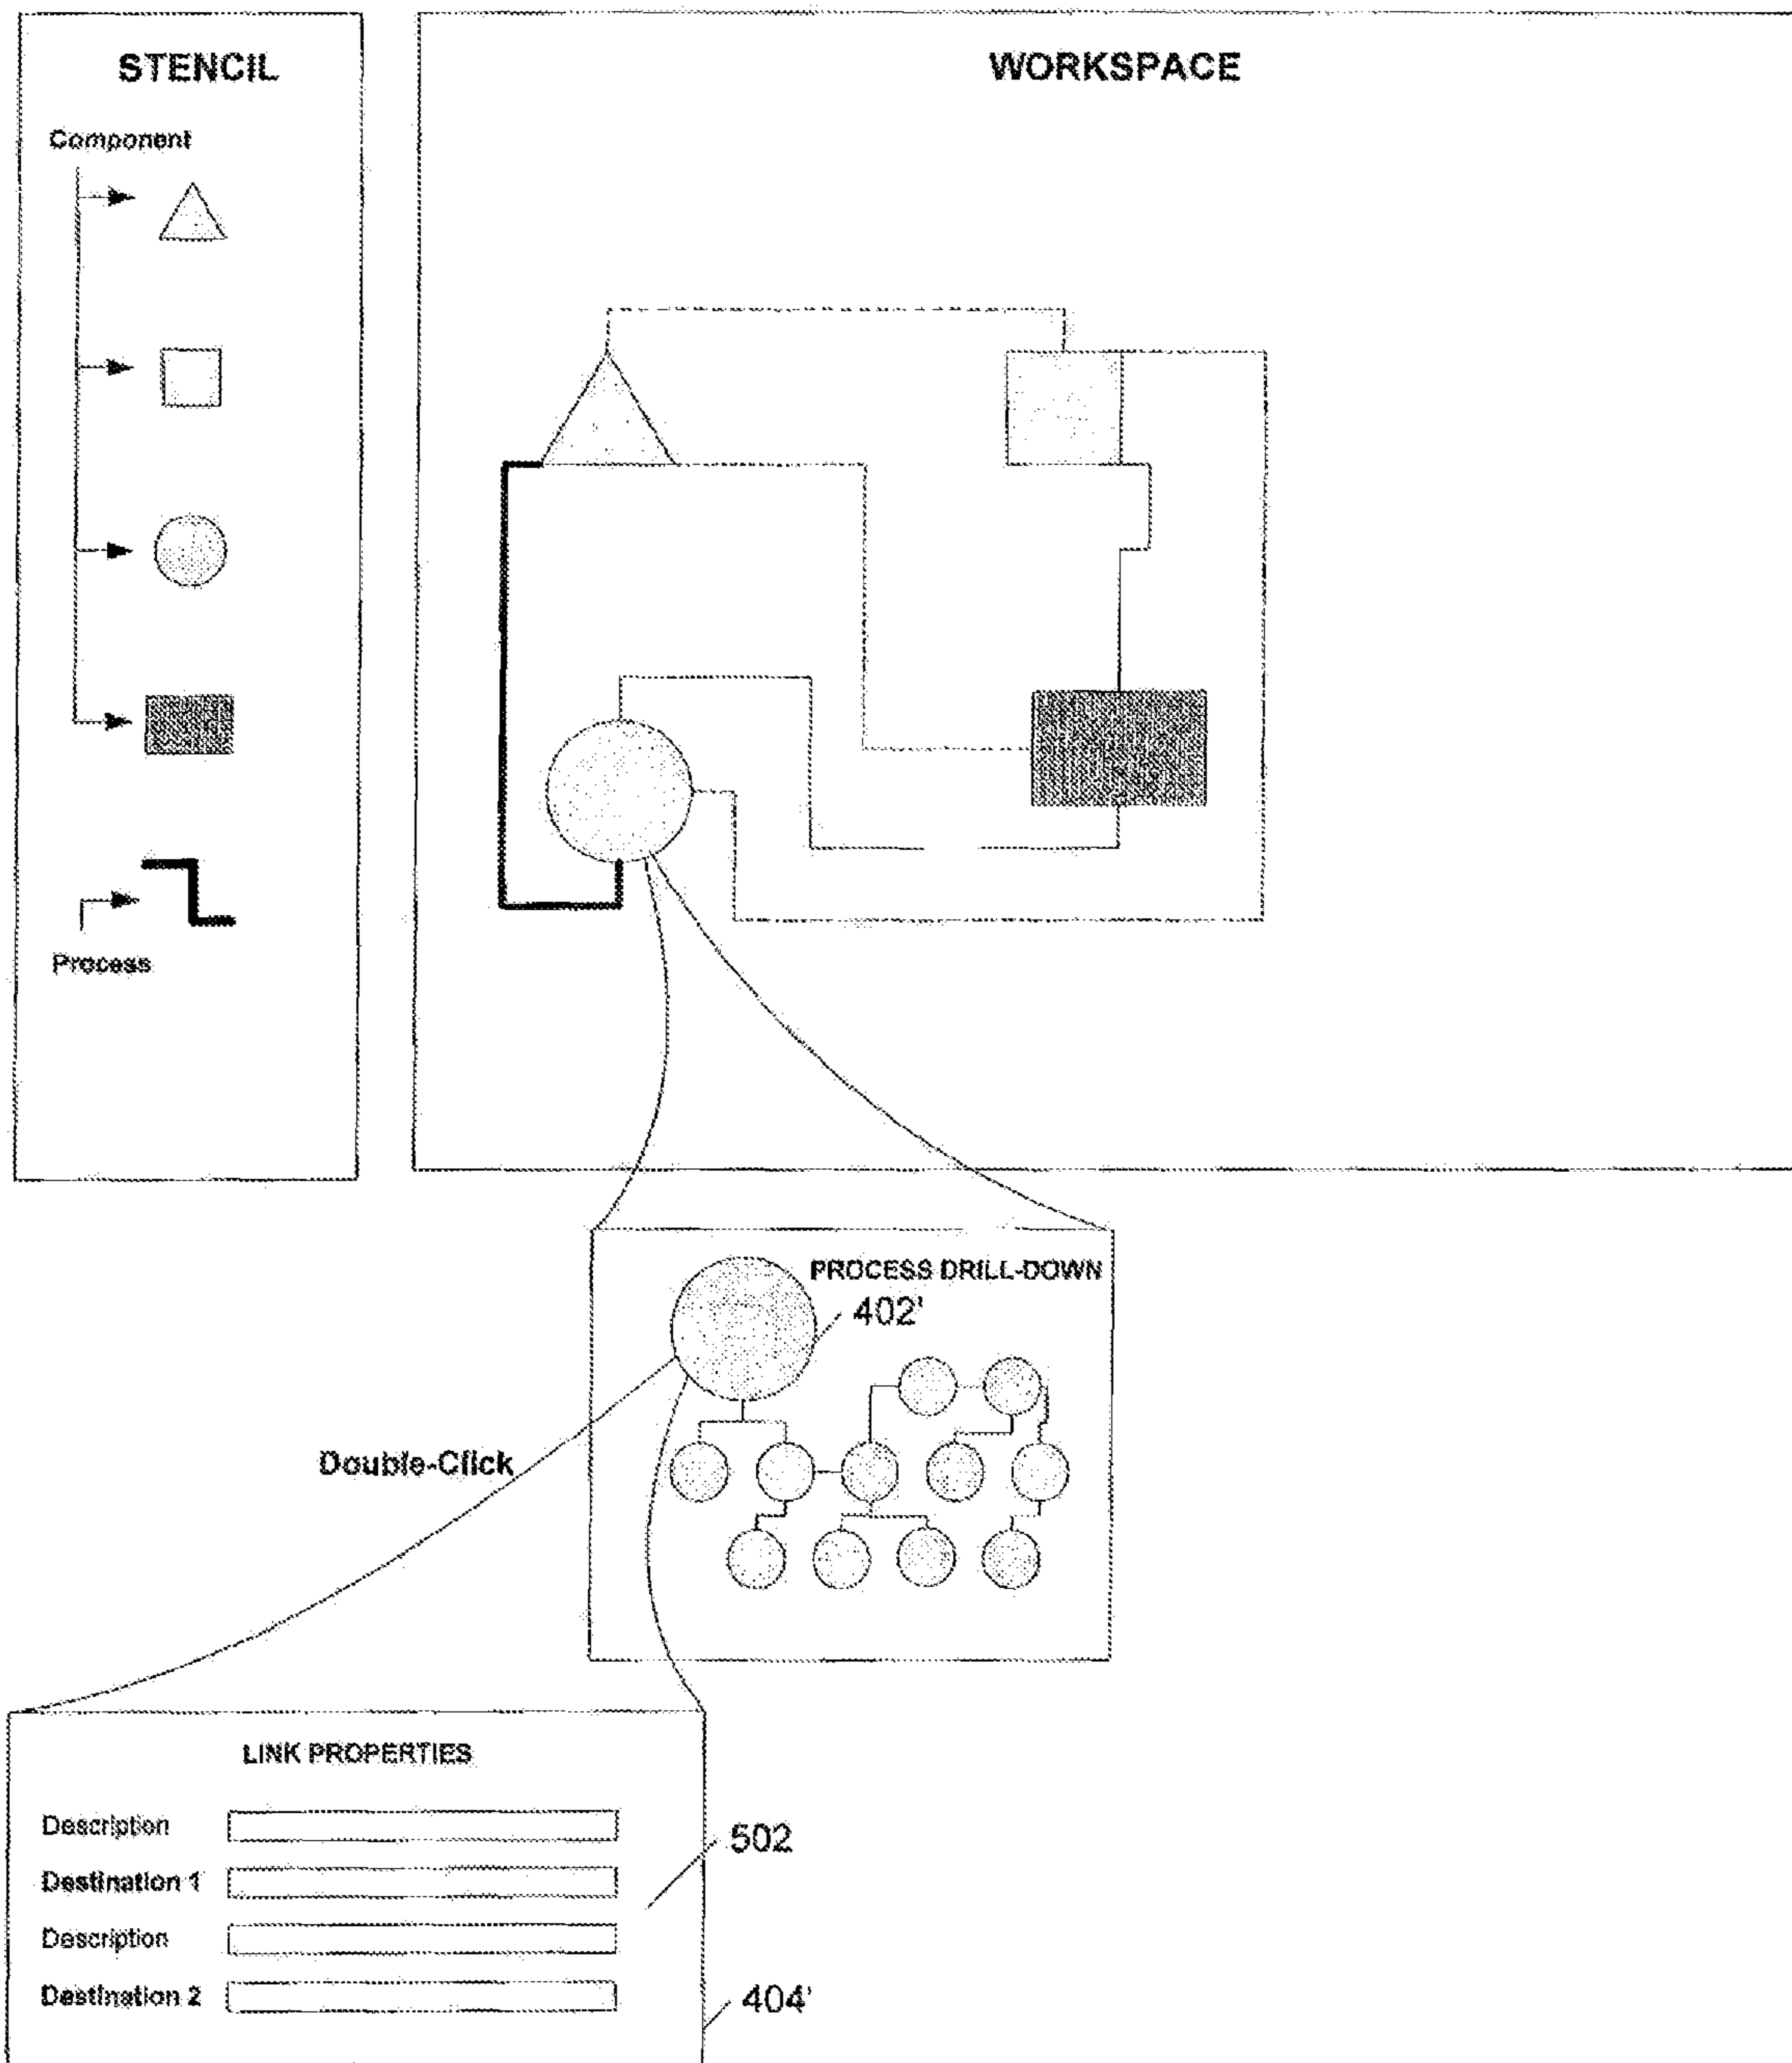 STENCIL
Component
Process
WORKSPACE
PROCESS DRILL-DOWN
402'
Double-Click
LINK PROPERTIES
Description
Destination 1
Description
Destination 2
502
404'